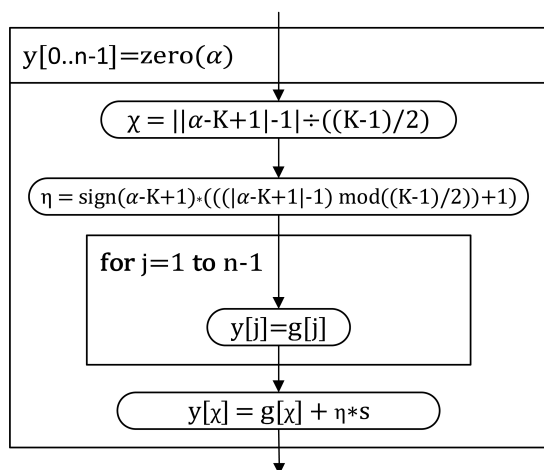 y[0..n-1]=zero(α)
χ = ||α-K+1|-1|÷((K-1)/2)
η = sign(α-K+1)*(((|α-K+1|-1) mod((K-1)/2))+1)
for j=1 to n-1
y[j]=g[j]
y[χ] = g[χ] + η*s